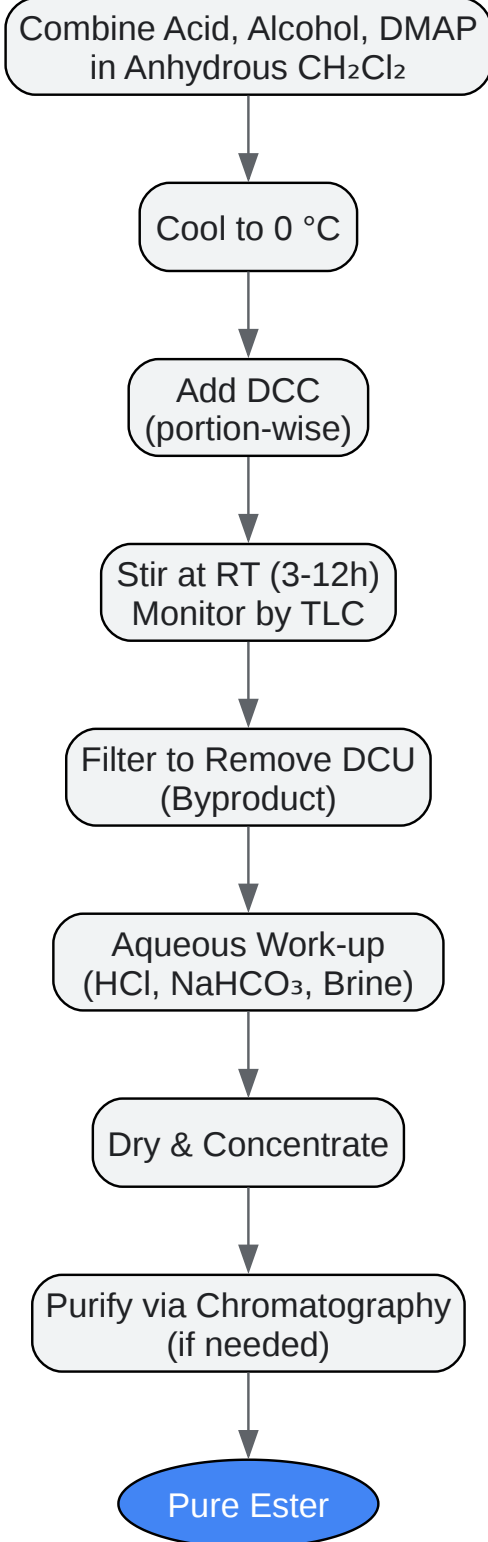 Combine Acid, Alcohol, DMAP
in Anhydrous CH₂Cl₂
Cool to 0 °C
Add DCC
(portion-wise)
Stir at RT (3-12h)
Monitor by TLC
Filter to Remove DCU
(Byproduct)
Aqueous Work-up
(HCl, NaHCO₃, Brine)
Dry & Concentrate
Purify via Chromatography
(if needed)
Pure Ester